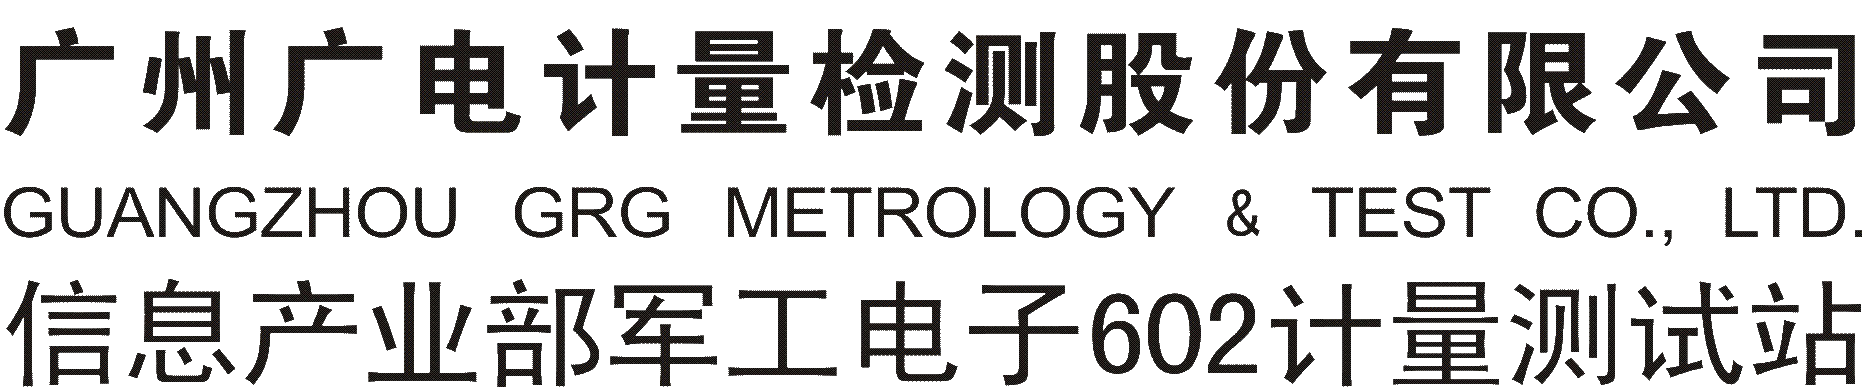 广州广电计量检测股份有限公司
GUANGZHOU GRG METROLOGY & TEST CO., LTD.
信息产业部军工电子602计量测试站